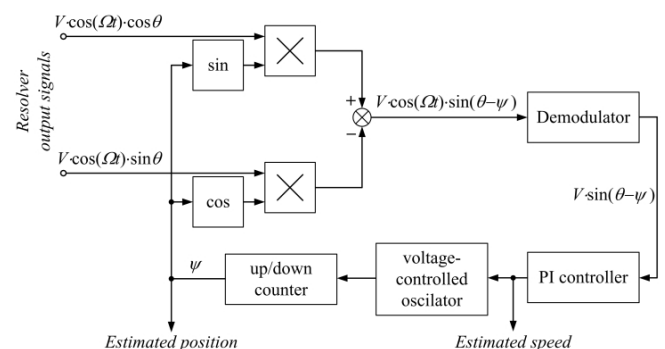 V·cos(Ωt)·cosθ
sin
Resolver
output signals
+
V·cos(Ωt)·sin(θ−ψ)
−
Demodulator
V·cos(Ωt)·sinθ
cos
V·sin(θ−ψ)
ψ
up/down
counter
voltage-
controlled
oscilator
PI controller
Estimated position
Estimated speed